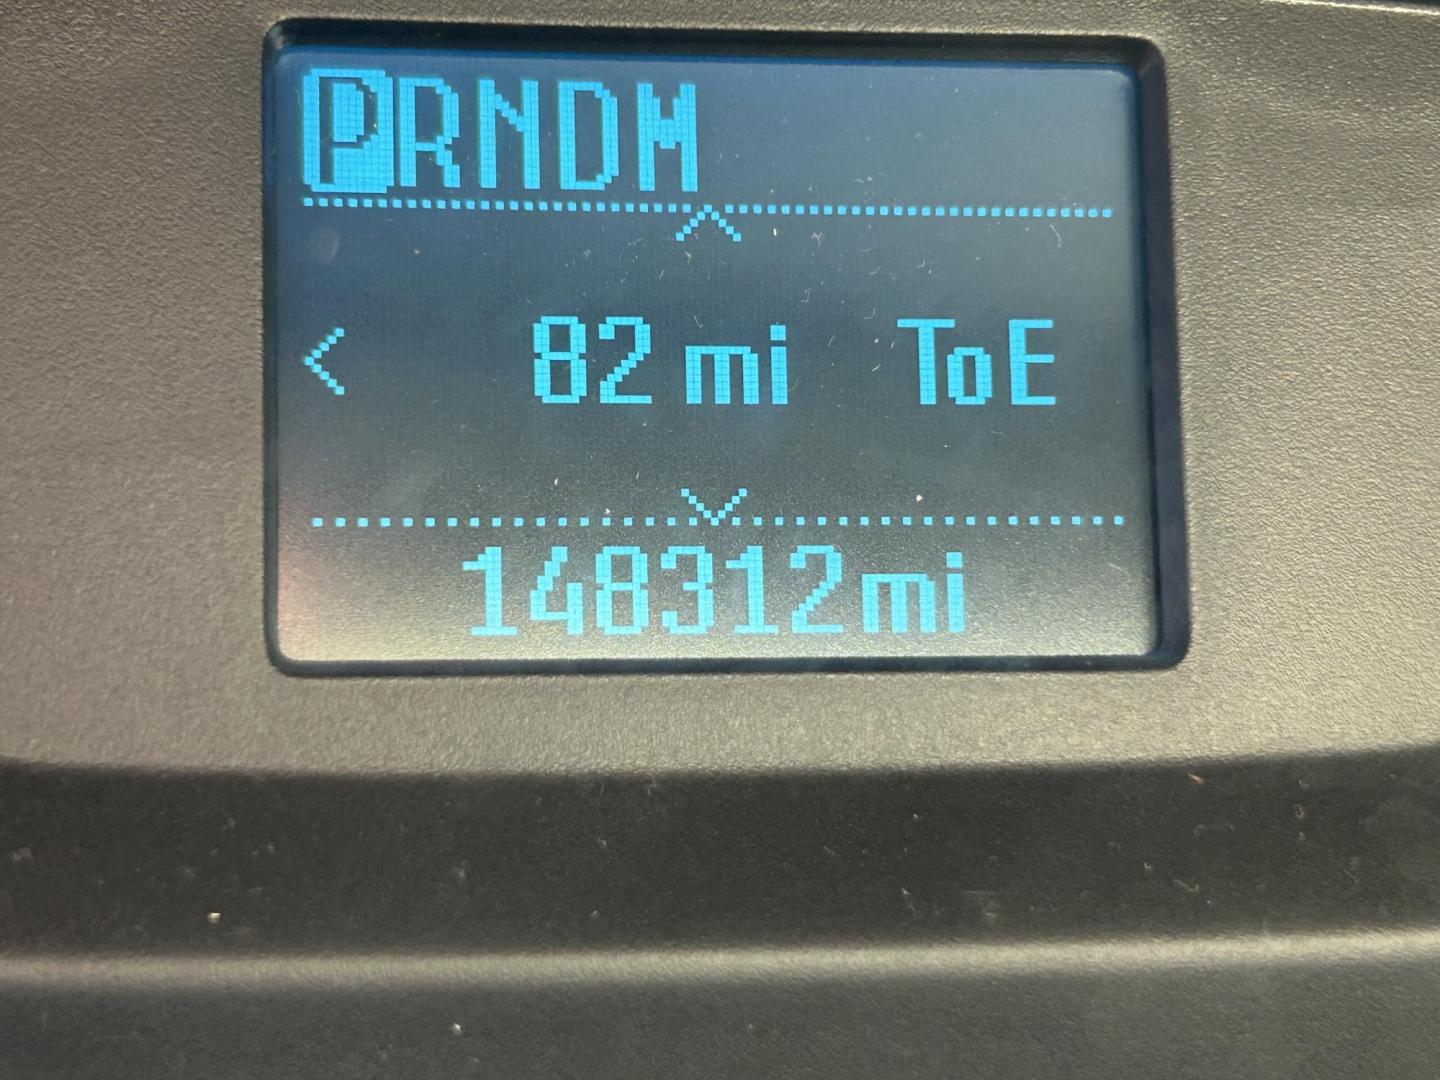 PRNDM
< 82 mi ToE
148312mi